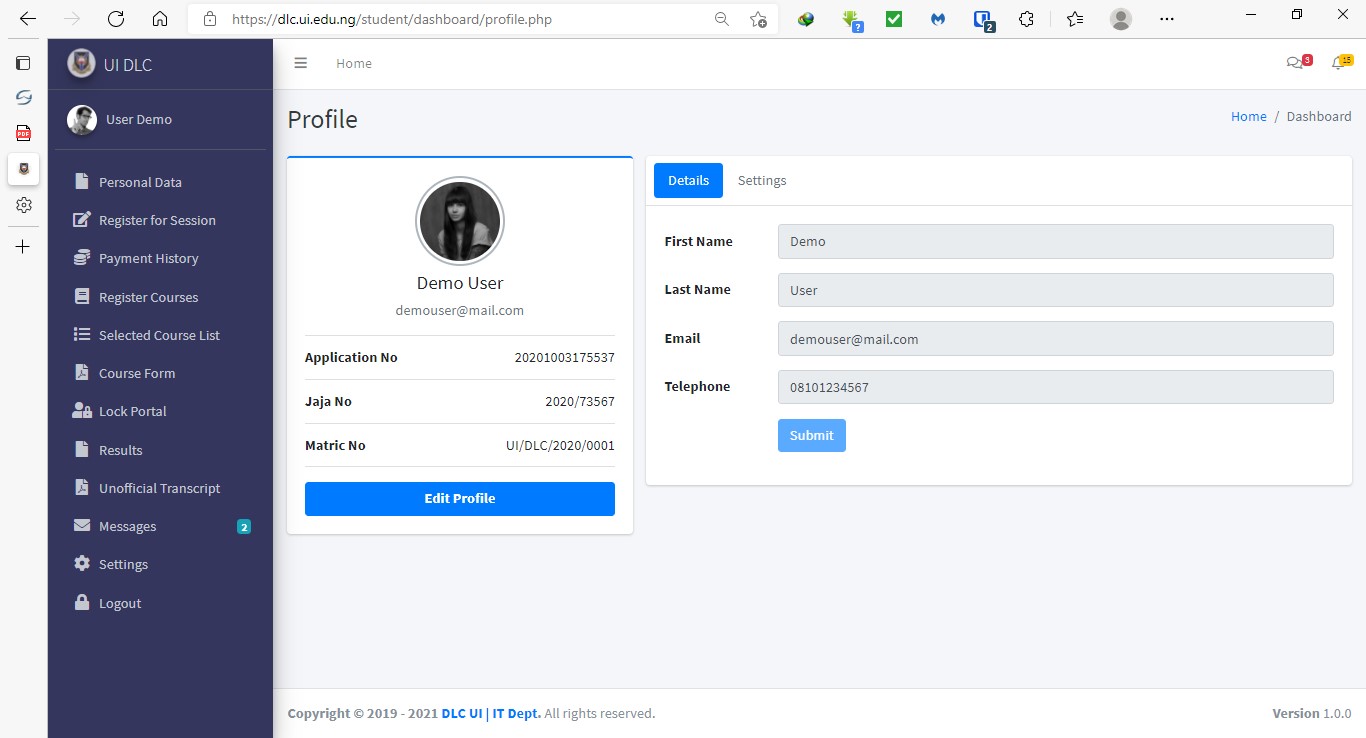 https://dlc.ui.edu.ng/student/dashboard/profile.php
?
2
PDF
UI DLC
Home
3
15
User Demo
Profile
Home / Dashboard
Personal Data
Register for Session
Payment History
Register Courses
Selected Course List
Course Form
Lock Portal
Results
Unofficial Transcript
Messages 2
Settings
Logout
Demo User
demouser@mail.com
Application No 20201003175537
Jaja No 2020/73567
Matric No UI/DLC/2020/0001
Edit Profile
Details Settings
First Name Demo
Last Name User
Email demouser@mail.com
Telephone 08101234567
Submit
Copyright © 2019 - 2021 DLC UI | IT Dept. All rights reserved.
Version 1.0.0